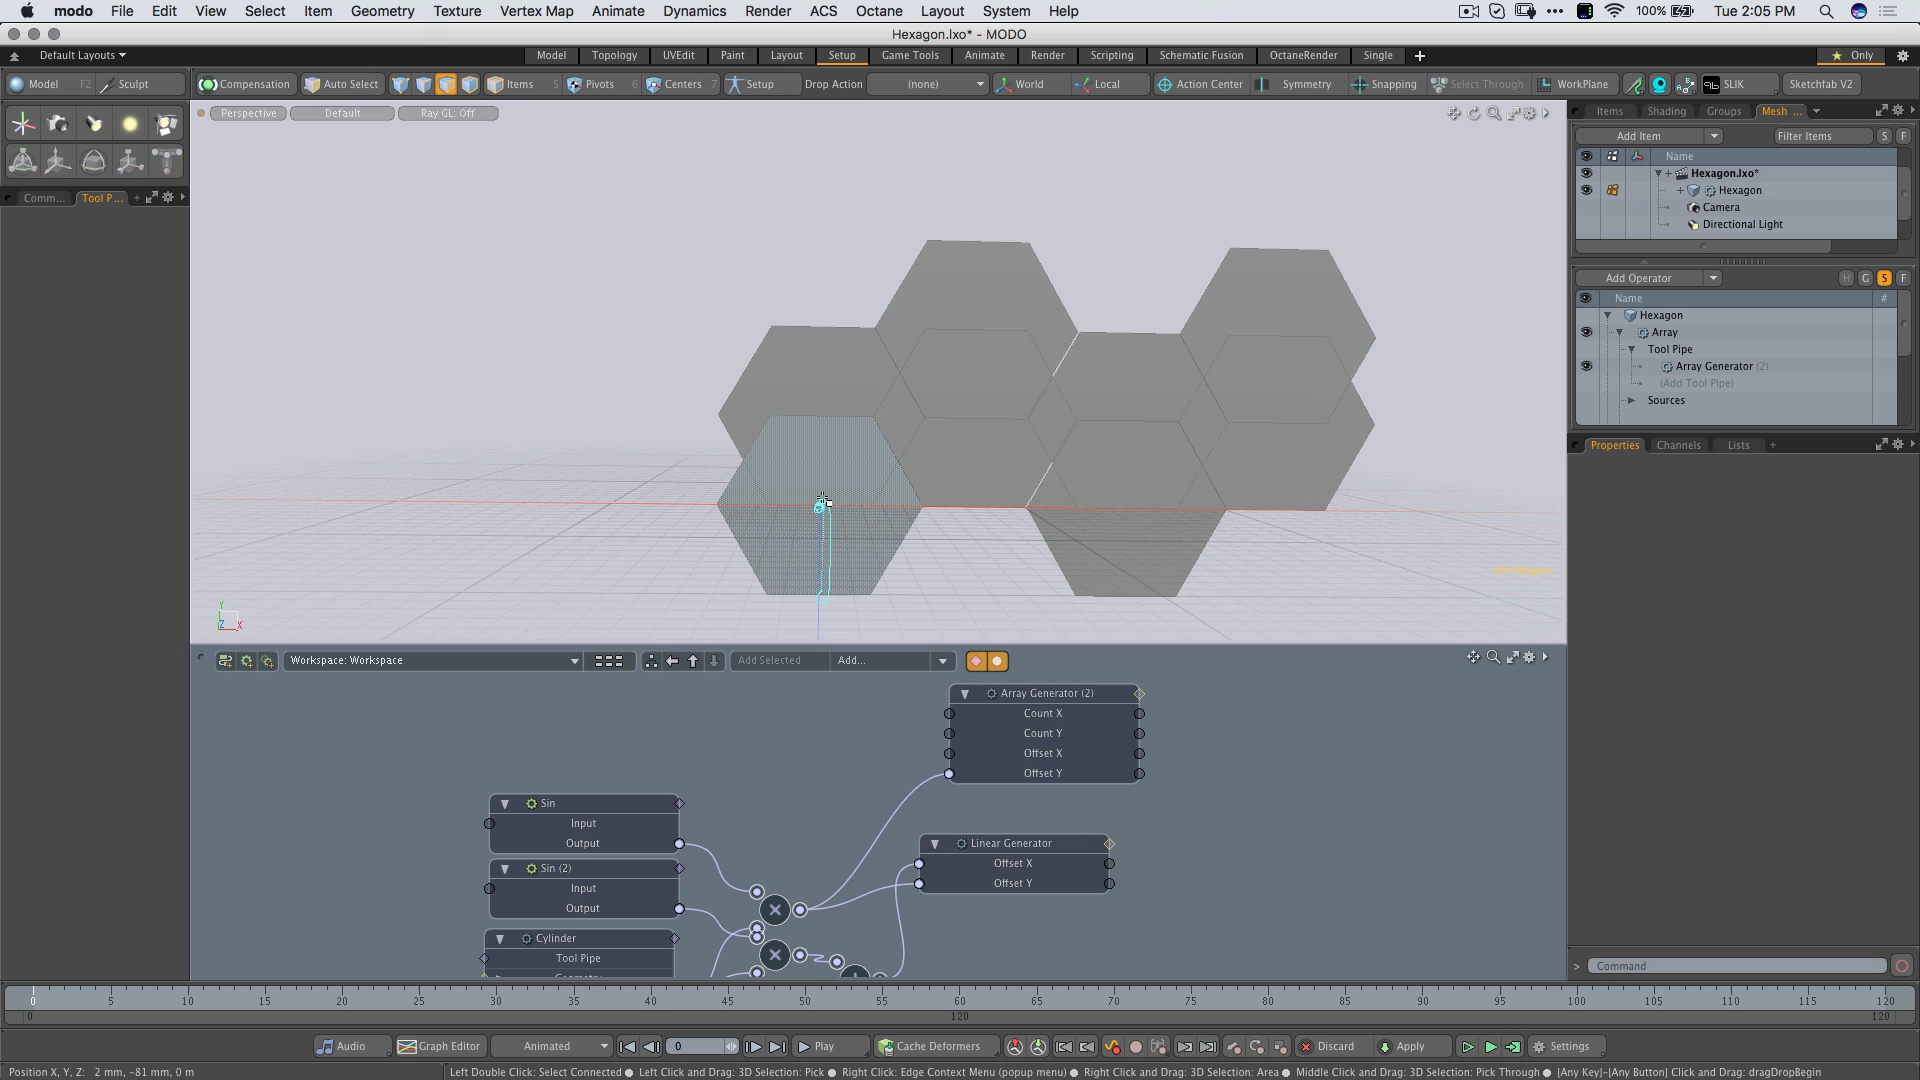 modo File Edit View Select Item Geometry Texture Vertex Map Animate Dynamics Render ACS Octane Layout System Help 100% Tue 2:05 PM
Hexagon.lxo* - MODO
Default Layouts Model Topology UVEdit Paint Layout Setup Game Tools Animate Render Scripting Schematic Fusion OctaneRender Single + Only
Model F2 Sculpt Compensation Auto Select Items 5 Pivots 6 Centers 7 Setup Drop Action (none) World Local Action Center Symmetry Snapping Select Through WorkPlane SLIK Sketchfab V2
Perspective Default Ray GL: Off
Items Shading Groups Mesh ...
Add Item Filter Items S F
Name
Hexagon.lxo*
Hexagon
Camera
Directional Light
Comm... Tool P... +
Add Operator H G S F
Name #
Hexagon
Array
Tool Pipe
Array Generator (2)
(Add Tool Pipe)
Sources
Properties Channels Lists +
Y
Z X
Workspace: Workspace Add Selected Add...
Array Generator (2)
Count X
Count Y
Offset X
Offset Y
Sin
Input
Output
Sin (2)
Input
Output
Cylinder
Tool Pipe
Linear Generator
Offset X
Offset Y
> Command
0 5 10 15 20 25 30 35 40 45 50 55 60 65 70 75 80 85 90 95 100 105 110 115 120
0 120 120
Audio Graph Editor Animated 0 Play Cache Deformers Discard Apply Settings
Position X, Y, Z: 2 mm, -81 mm, 0 m Left Double Click: Select Connected ● Left Click and Drag: 3D Selection: Pick ● Right Click: Edge Context Menu (popup menu) ● Right Click and Drag: 3D Selection: Area ● Middle Click and Drag: 3D Selection: Pick Through ● [Any Key]-[Any Button] Click and Drag: dragDropBegin